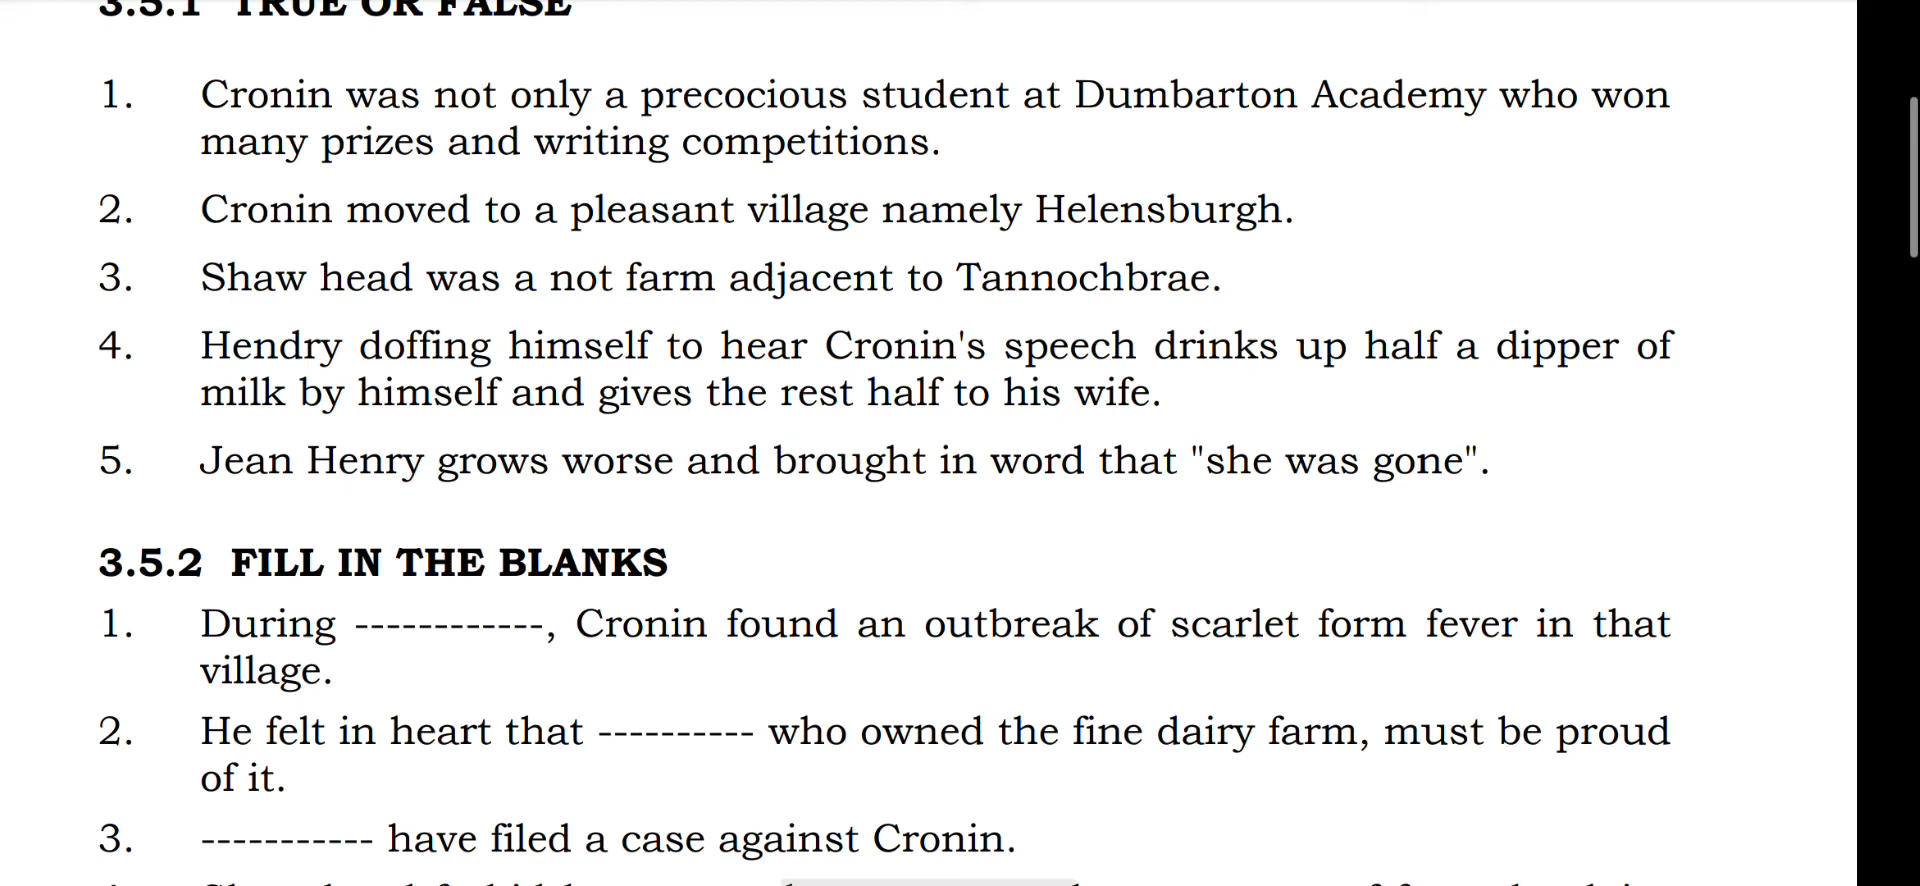 3.5.1 TRUE OR FALSE
1. Cronin was not only a precocious student at Dumbarton Academy who won
many prizes and writing competitions.
2. Cronin moved to a pleasant village namely Helensburgh.
3. Shaw head was a not farm adjacent to Tannochbrae.
4. Hendry doffing himself to hear Cronin's speech drinks up half a dipper of
milk by himself and gives the rest half to his wife.
5. Jean Henry grows worse and brought in word that "she was gone".
3.5.2 FILL IN THE BLANKS
1. During ------------, Cronin found an outbreak of scarlet form fever in that
village.
2. He felt in heart that ---------- who owned the fine dairy farm, must be proud
of it.
3. ----------- have filed a case against Cronin.